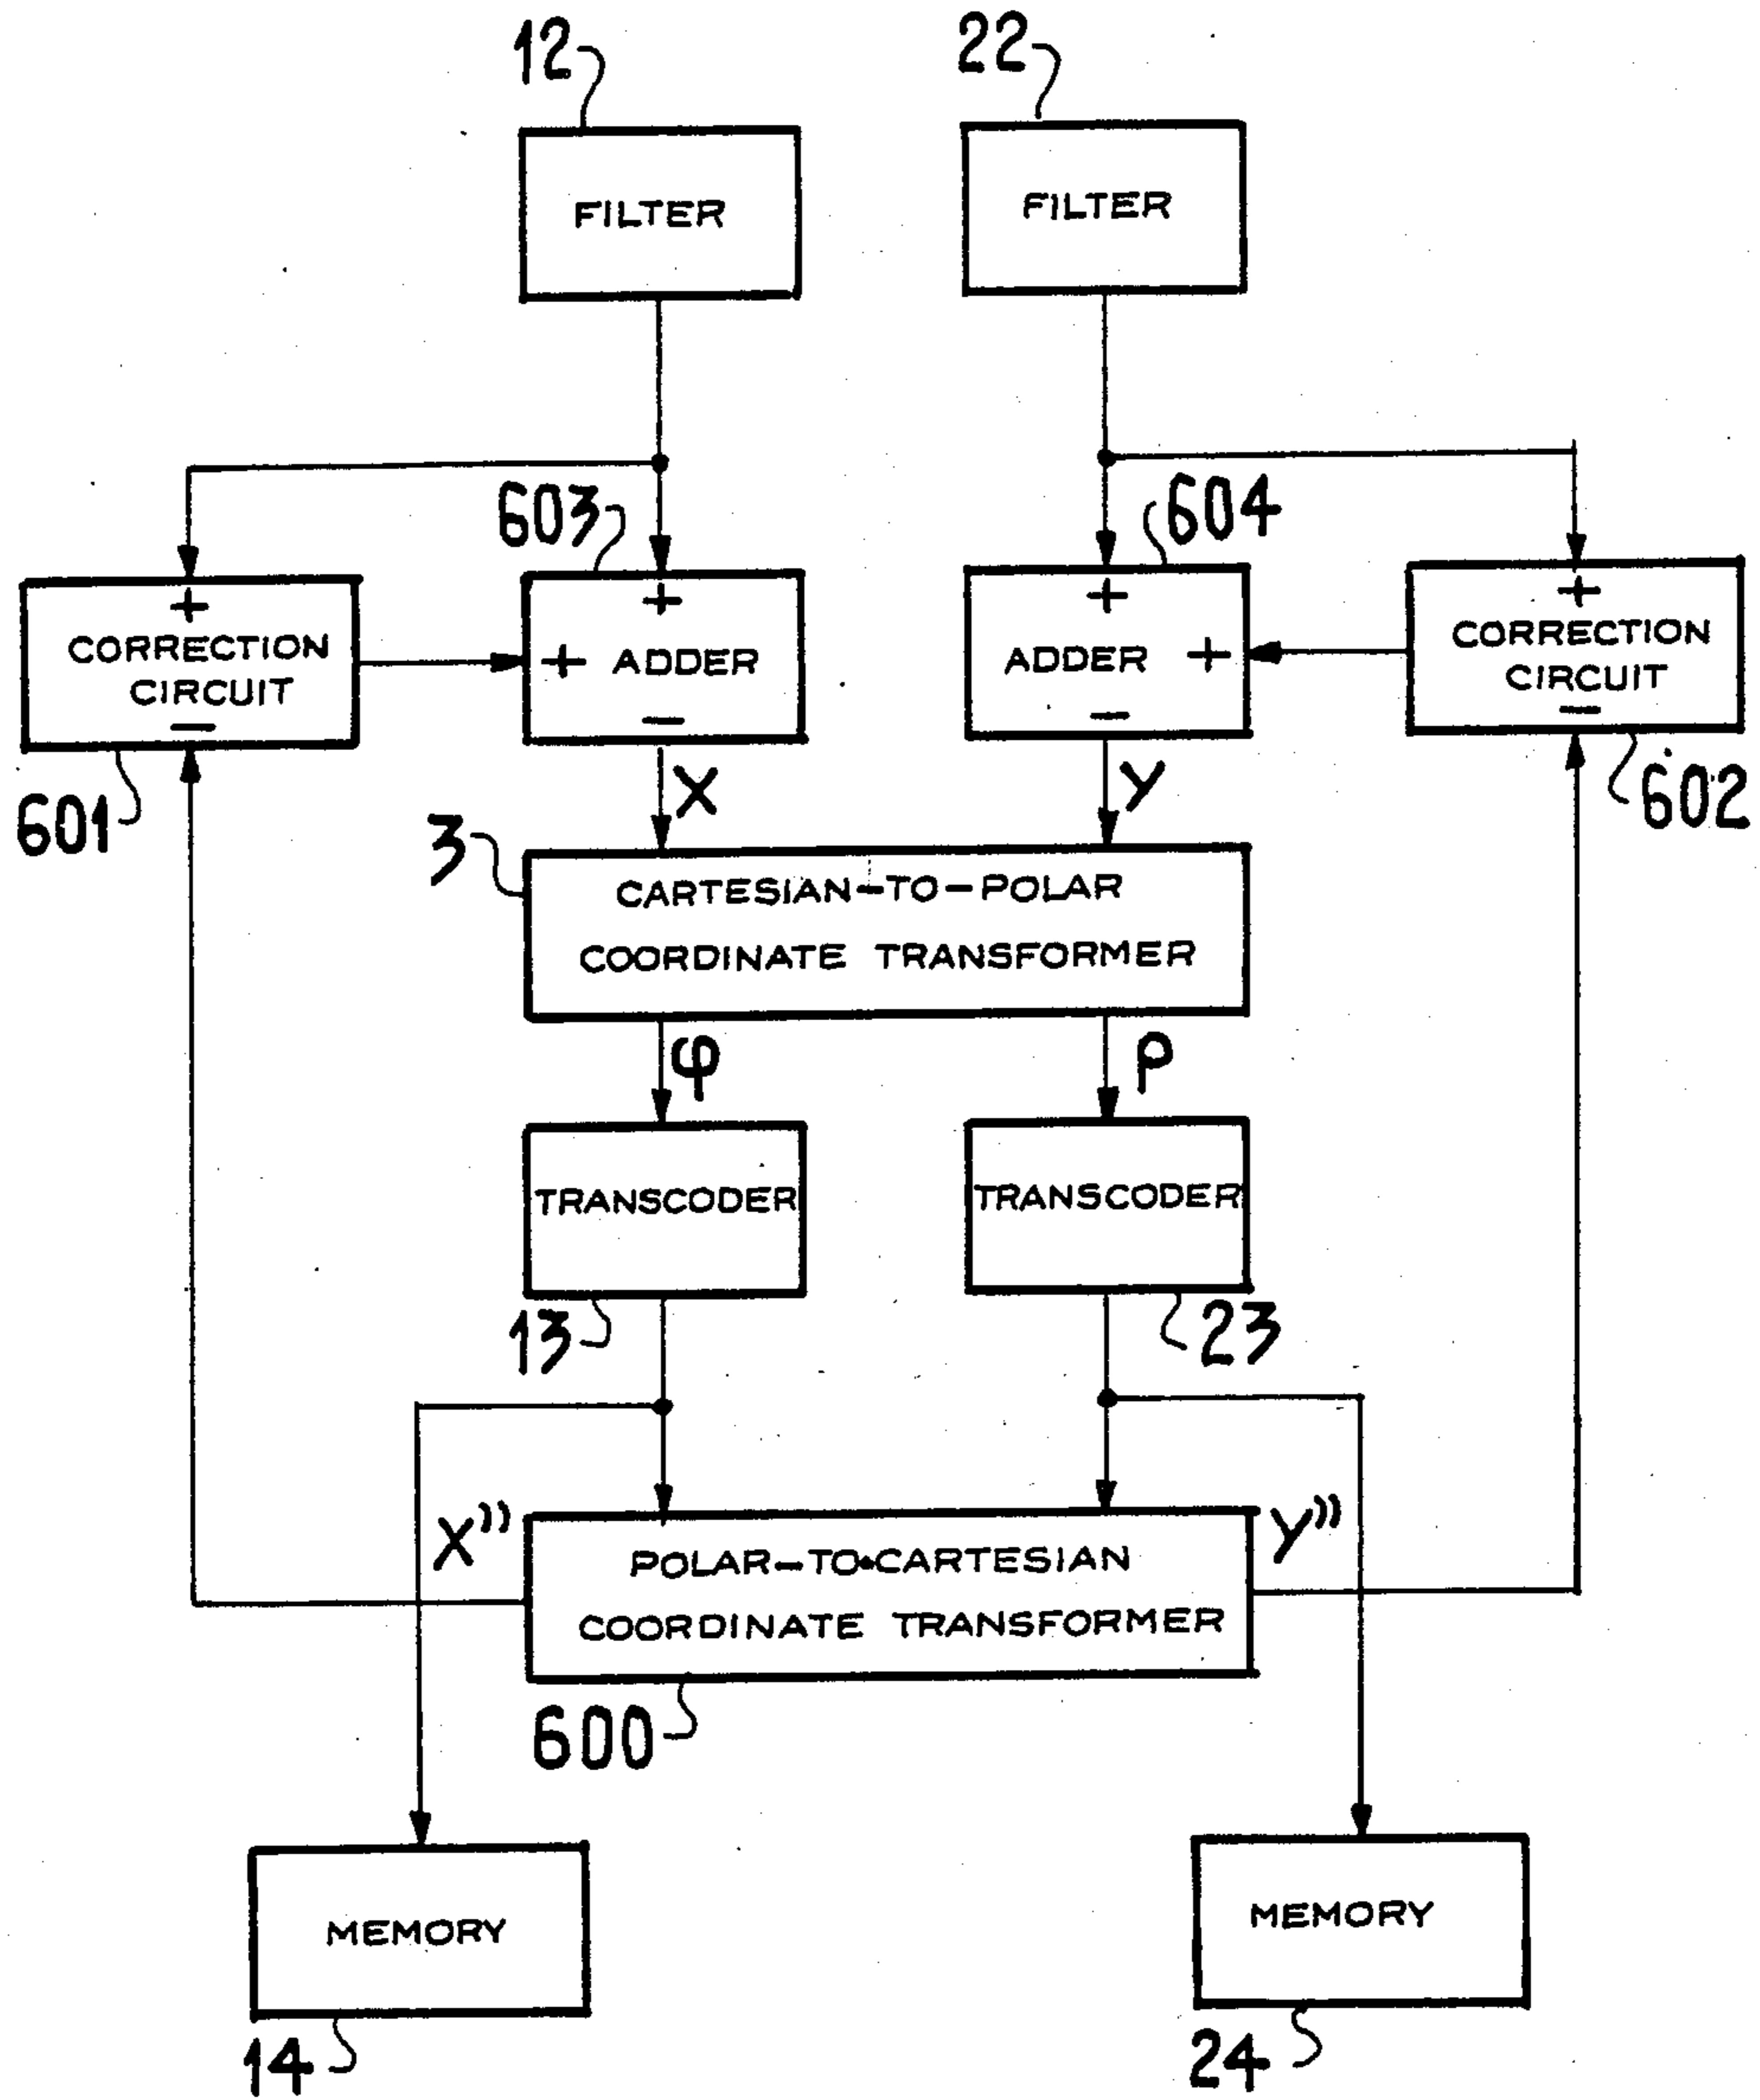 12
22
FILTER
FILTER
603
604
+
+
+
+
CORRECTION
CIRCUIT
−
+ ADDER
−
ADDER +
−
CORRECTION
CIRCUIT
−
601
X
Y
602
3
CARTESIAN-TO-POLAR
COORDINATE TRANSFORMER
φ
ρ
TRANSCODER
TRANSCODER
13
23
X"
Y"
POLAR-TO-CARTESIAN
COORDINATE TRANSFORMER
600
MEMORY
MEMORY
14
24